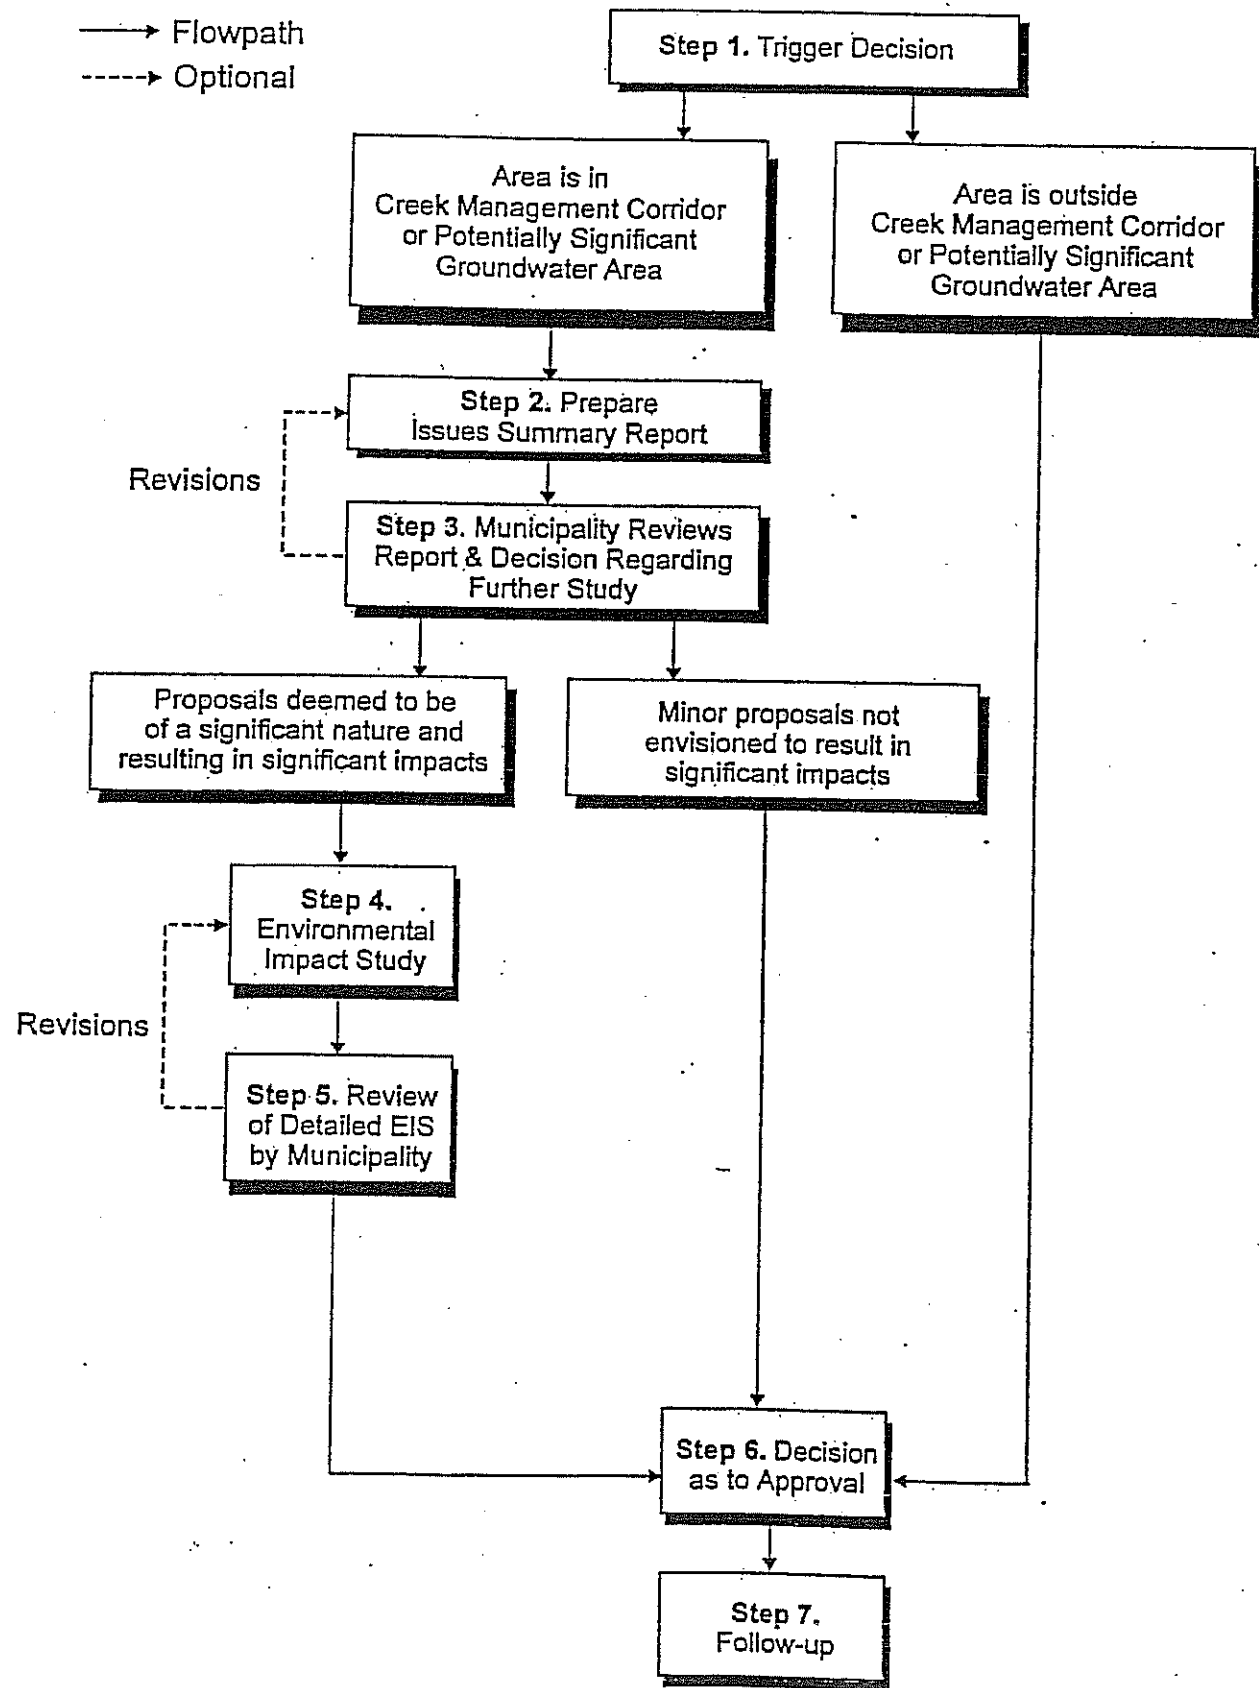 Flowpath
Optional
Step 1. Trigger Decision
Area is in
Creek Management Corridor
or Potentially Significant
Groundwater Area
Area is outside
Creek Management Corridor
or Potentially Significant
Groundwater Area
Step 2. Prepare
Issues Summary Report
Revisions
Step 3. Municipality Reviews
Report & Decision Regarding
Further Study
Proposals deemed to be
of a significant nature and
resulting in significant impacts
Minor proposals not
envisioned to result in
significant impacts
Step 4.
Environmental
Impact Study
Revisions
Step 5. Review
of Detailed EIS
by Municipality
Step 6. Decision
as to Approval
Step 7.
Follow-up